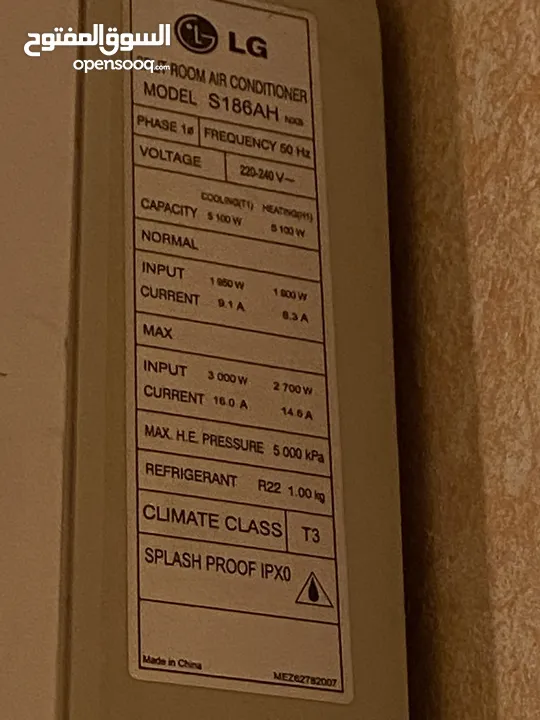 السوق المفتوح
opensooq.com
LG
ROOM AIR CONDITIONER
MODEL S186AH
PHASE 1ø FREQUENCY 50 Hz
VOLTAGE 220-240 V~
COOLING(T1) HEATING(H1)
CAPACITY 5 100 W 5 100 W
NORMAL
INPUT 1 950 W 1 800 W
CURRENT 9.1 A 8.3 A
MAX
INPUT 3 000 W 2 700 W
CURRENT 16.0 A 14.6 A
MAX. H.E. PRESSURE 5 000 kPa
REFRIGERANT R22 1.00 kg
CLIMATE CLASS T3
SPLASH PROOF IPX0
Made in China MEZ62782007